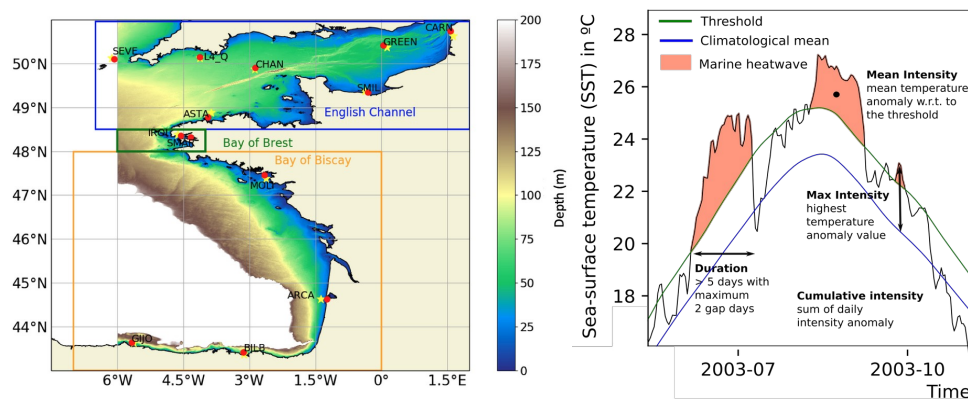 CARN
GREEN
SEVE
L4_Q
CHAN
SMIL
ASTA
English Channel
IROI
SMAR
Bay of Brest
Bay of Biscay
MOLI
ARCA
GIJO
BILB
50°N
49°N
48°N
47°N
46°N
45°N
44°N
6°W 4.5°W 3°W 1.5°W 0° 1.5°E
200
175
150
125
100
75
50
25
0
Depth (m)
Sea-surface temperature (SST) in ºC
28
26
24
22
20
18
Threshold
Climatological mean
Marine heatwave
Mean Intensity
mean temperature
anomaly w.r.t. to
the threshold
Max Intensity
highest
temperature
anomaly value
Duration
≥ 5 days with
maximum
2 gap days
Cumulative intensity
sum of daily
intensity anomaly
2003-07 2003-10
Time